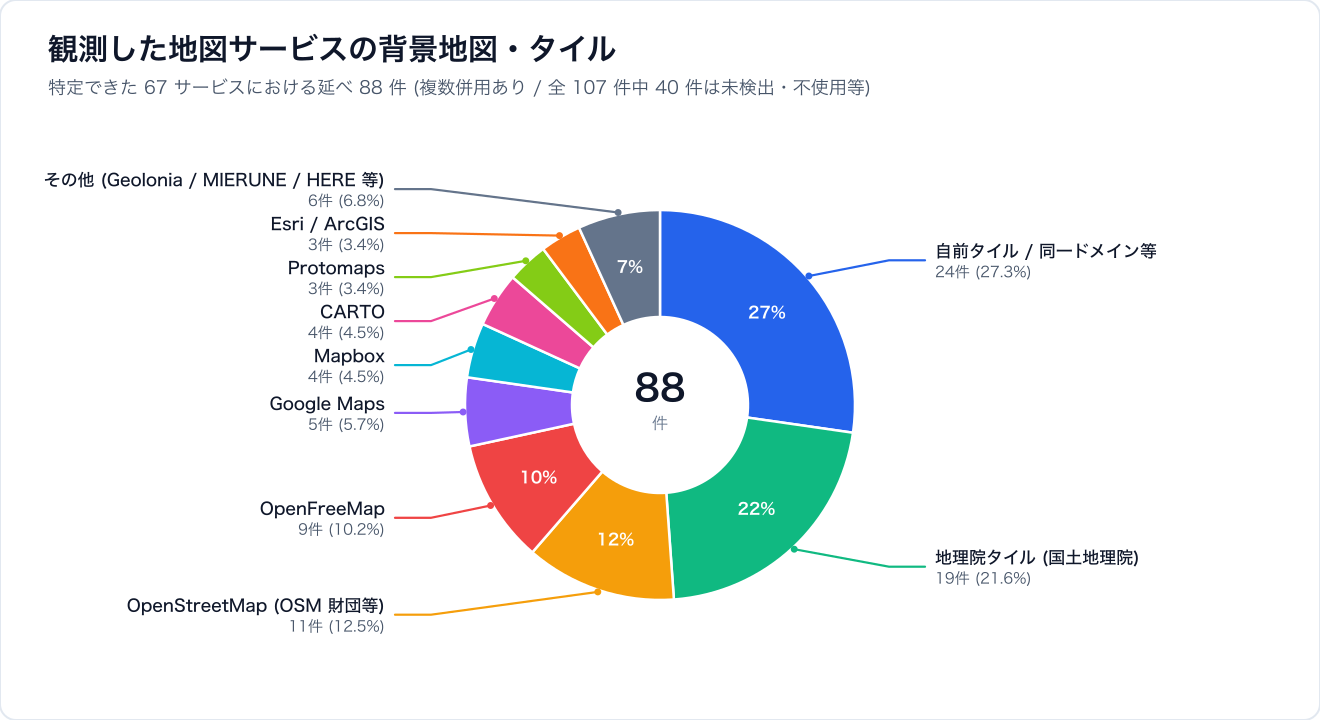 観測した地図サービスの背景地図・タイル
特定できた 67 サービスにおける延べ 88 件 (複数併用あり / 全 107 件中 40 件は未検出・不使用等)
その他 (Geolonia / MIERUNE / HERE 等)
6件 (6.8%)
Esri / ArcGIS
3件 (3.4%)
Protomaps
3件 (3.4%)
CARTO
4件 (4.5%)
Mapbox
4件 (4.5%)
Google Maps
5件 (5.7%)
OpenFreeMap
9件 (10.2%)
OpenStreetMap (OSM 財団等)
11件 (12.5%)
7%
27%
88
件
10%
12%
22%
自前タイル / 同一ドメイン等
24件 (27.3%)
地理院タイル (国土地理院)
19件 (21.6%)